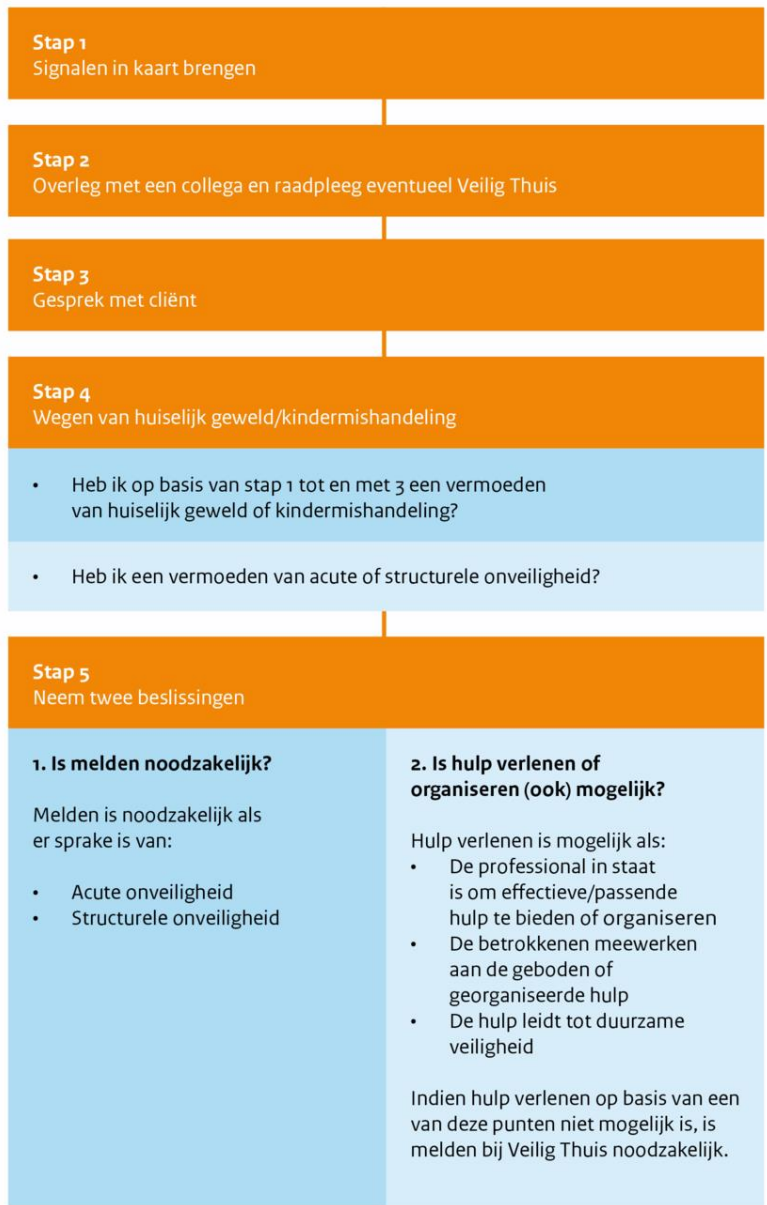 Stap 1
Signalen in kaart brengen
Stap 2
Overleg met een collega en raadpleeg eventueel Veilig Thuis
Stap 3
Gesprek met cliënt
Stap 4
Wegen van huiselijk geweld/kindermishandeling
• Heb ik op basis van stap 1 tot en met 3 een vermoeden
van huiselijk geweld of kindermishandeling?
• Heb ik een vermoeden van acute of structurele onveiligheid?
Stap 5
Neem twee beslissingen
1. Is melden noodzakelijk?
Melden is noodzakelijk als
er sprake is van:
• Acute onveiligheid
• Structurele onveiligheid
2. Is hulp verlenen of
organiseren (ook) mogelijk?
Hulp verlenen is mogelijk als:
• De professional in staat
is om effectieve/passende
hulp te bieden of organiseren
• De betrokkenen meewerken
aan de geboden of
georganiseerde hulp
• De hulp leidt tot duurzame
veiligheid
Indien hulp verlenen op basis van een
van deze punten niet mogelijk is, is
melden bij Veilig Thuis noodzakelijk.